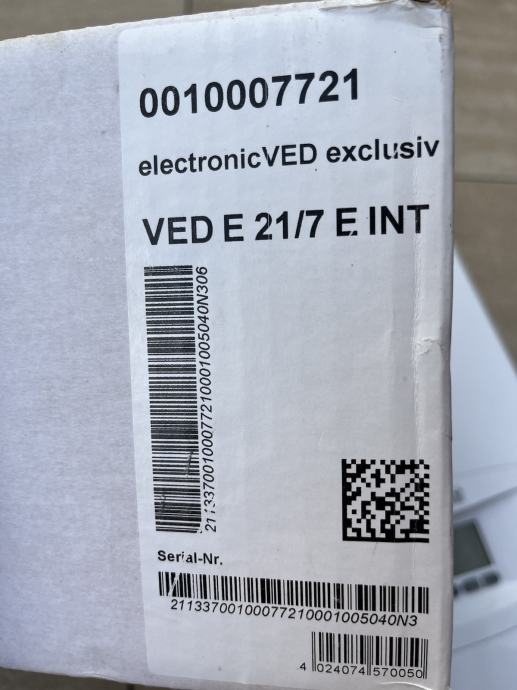 0010007721
electronicVED exclusiv
VED E 21/7 E INT
21133700100077210001005040N306
Serial-Nr.
21133700100077210001005040N3
4 024074 570050